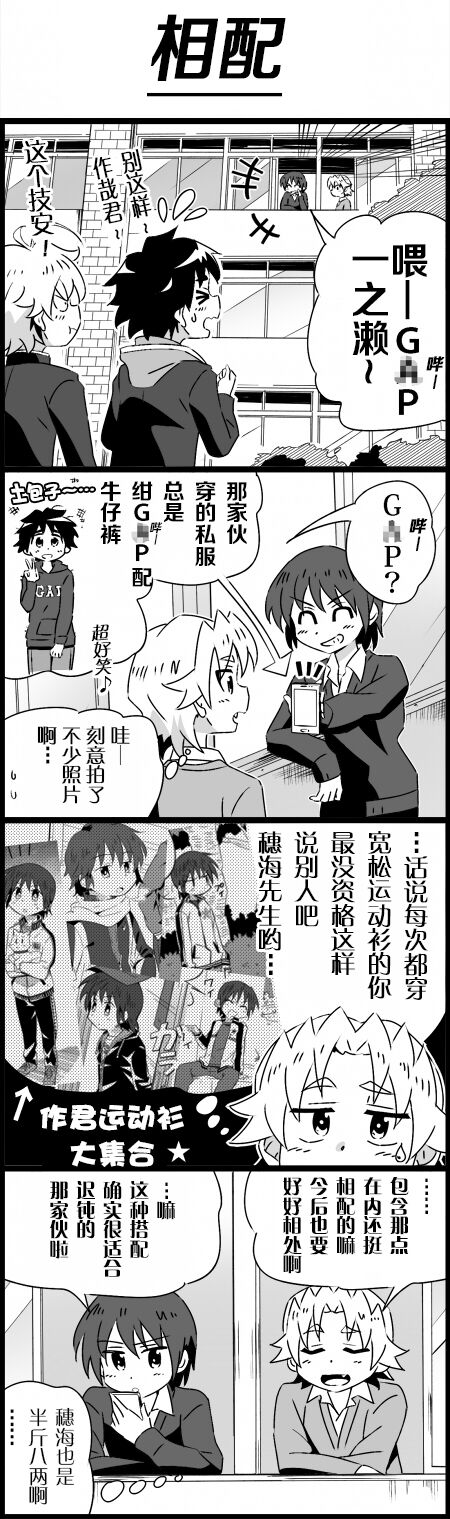 相配
喂—G
P
哔—
一之濑~
别这样~
作哉君~
这个技安！
G
P？
哔—
那家伙
穿的私服
总是
绀G
P配
哔—
牛仔裤
超好笑♪
土包子~…
GAJ
哇—
刻意拍了
不少照片
啊…
…话说每次都穿
宽松运动衫的你
最没资格这样
说别人吧
穗海先生哟…
作君运动衫
大集合 ★
……
包含那点
在内还挺
相配的嘛
今后也要
好好相处啊
……嘛
这种搭配
确实很适合
迟钝的
那家伙啦
穗海也是
半斤八两啊
……